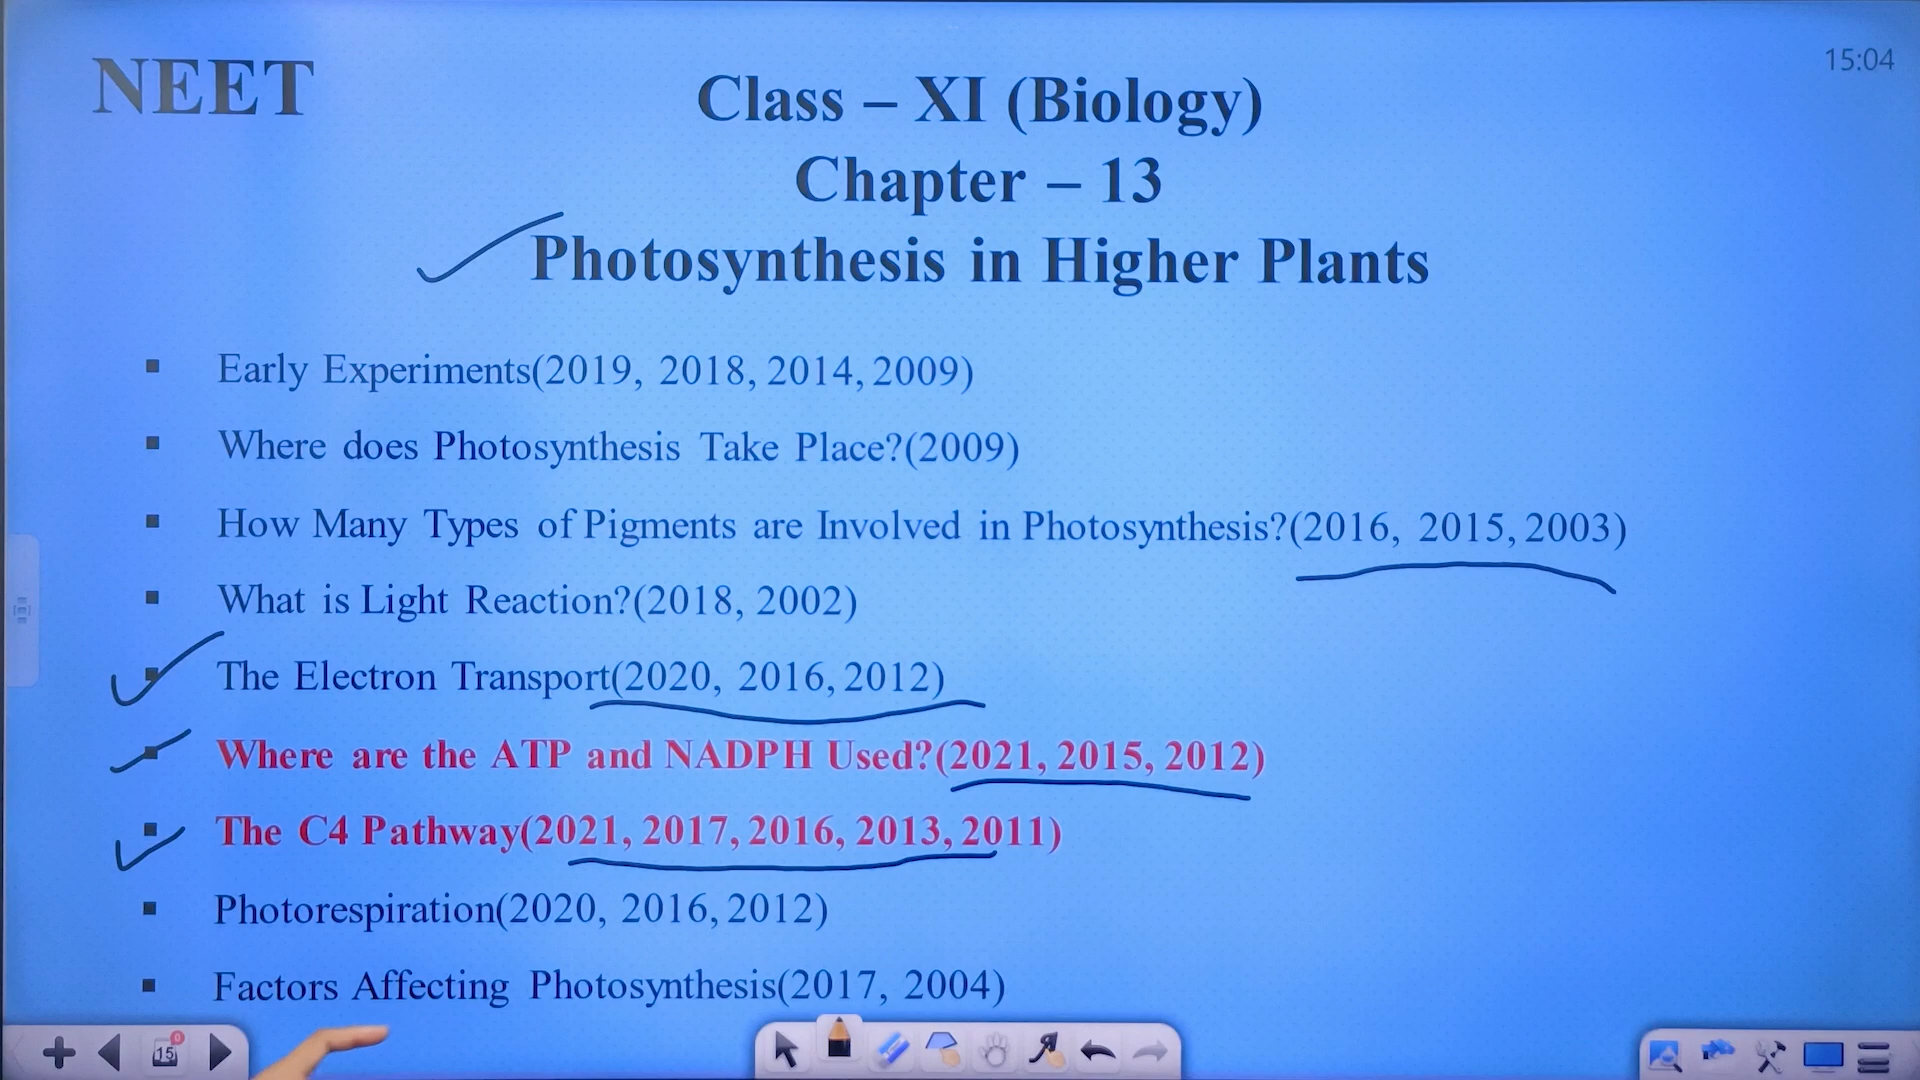 NEET
15:04
Class – XI (Biology)
Chapter – 13
Photosynthesis in Higher Plants
▪ Early Experiments(2019, 2018, 2014, 2009)
▪ Where does Photosynthesis Take Place?(2009)
▪ How Many Types of Pigments are Involved in Photosynthesis?(2016, 2015, 2003)
▪ What is Light Reaction?(2018, 2002)
▪ The Electron Transport(2020, 2016, 2012)
▪ Where are the ATP and NADPH Used?(2021, 2015, 2012)
▪ The C4 Pathway(2021, 2017, 2016, 2013, 2011)
▪ Photorespiration(2020, 2016, 2012)
▪ Factors Affecting Photosynthesis(2017, 2004)
15
0